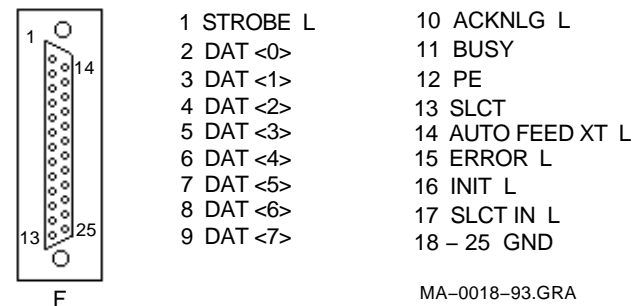 1
14
13
25
F
1 STROBE L
2 DAT <0>
3 DAT <1>
4 DAT <2>
5 DAT <3>
6 DAT <4>
7 DAT <5>
8 DAT <6>
9 DAT <7>
10 ACKNLG L
11 BUSY
12 PE
13 SLCT
14 AUTO FEED XT L
15 ERROR L
16 INIT L
17 SLCT IN L
18 – 25 GND
MA–0018–93.GRA